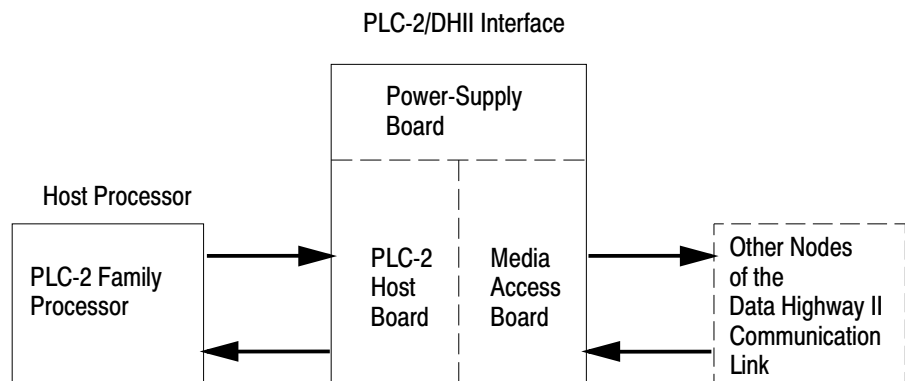 PLC-2/DHII Interface
Power-Supply
Board
Host Processor
PLC-2 Family
Processor
PLC-2
Host
Board
Media
Access
Board
Other Nodes
of the
Data Highway II
Communication
Link